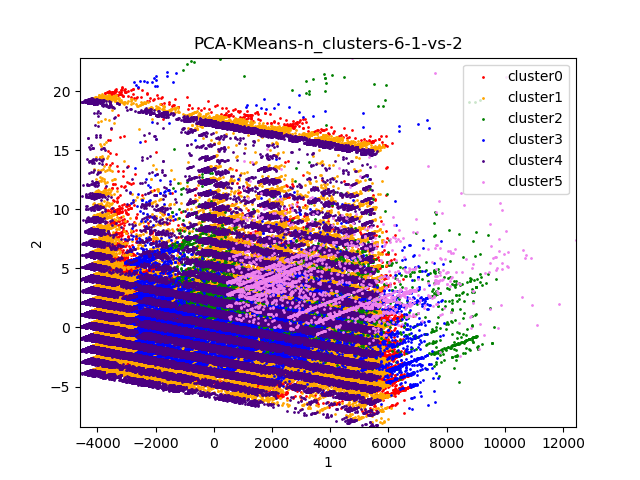 PCA-KMeans-n_clusters-6-1-vs-2
cluster0
cluster1
cluster2
cluster3
cluster4
cluster5
20
15
10
5
0
−5
2
−4000 −2000 0 2000 4000 6000 8000 10000 12000
1